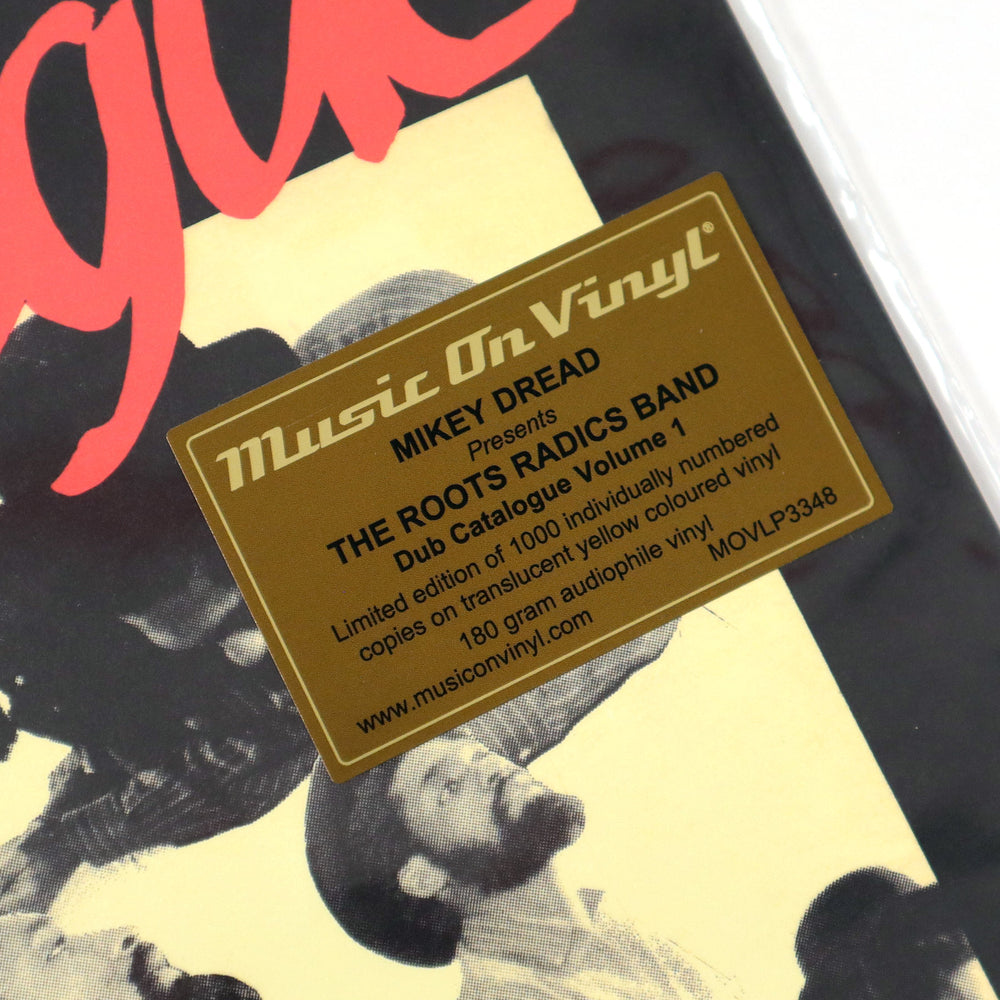 gue
Music On Vinyl®
MIKEY DREAD
Presents
THE ROOTS RADICS BAND
Dub Catalogue Volume 1
Limited edition of 1000 individually numbered
copies on translucent yellow coloured vinyl
180 gram audiophile vinyl
www.musiconvinyl.com
MOVLP3348